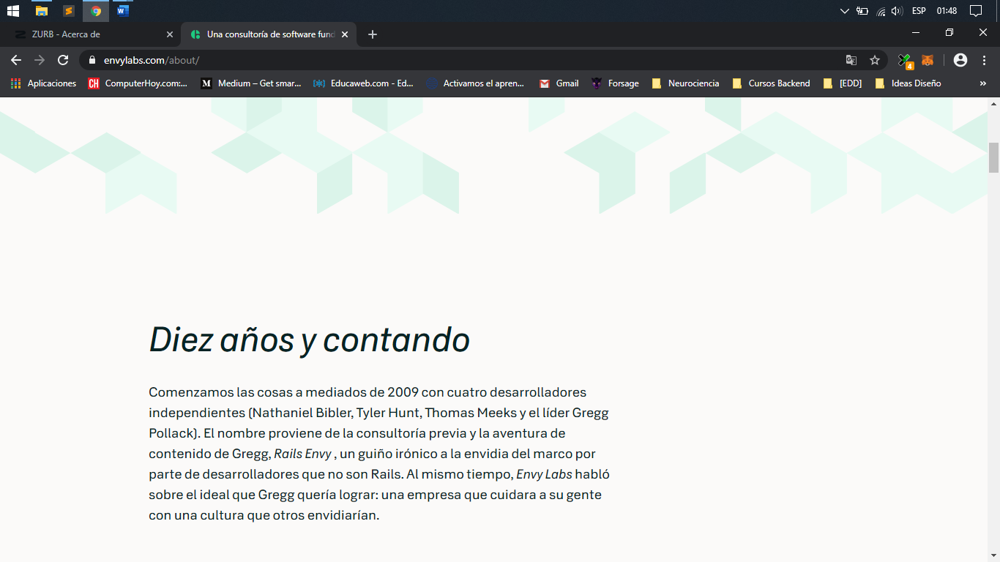 ESP
01:48
ZURB - Acerca de
Una consultoría de software fund
envylabs.com/about/
4
Aplicaciones
CH
ComputerHoy.com:...
M
Medium – Get smar...
Educaweb.com - Ed...
Activamos el apren...
Gmail
Forsage
Neurociencia
Cursos Backend
[EDD]
Ideas Diseño
»
Diez años y contando
Comenzamos las cosas a mediados de 2009 con cuatro desarrolladores
independientes (Nathaniel Bibler, Tyler Hunt, Thomas Meeks y el líder Gregg
Pollack). El nombre proviene de la consultoría previa y la aventura de
contenido de Gregg, Rails Envy , un guiño irónico a la envidia del marco por
parte de desarrolladores que no son Rails. Al mismo tiempo, Envy Labs habló
sobre el ideal que Gregg quería lograr: una empresa que cuidara a su gente
con una cultura que otros envidiarían.